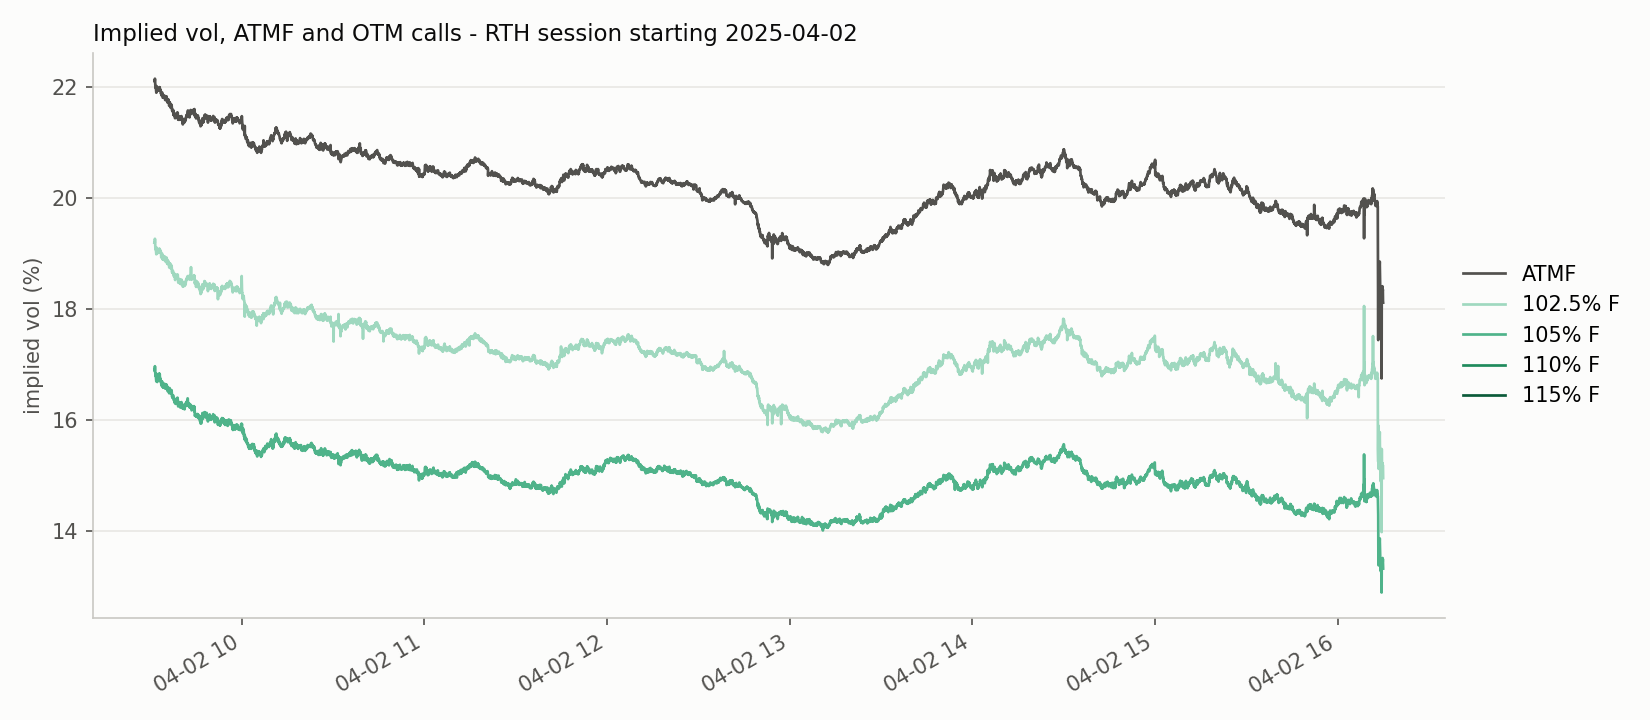 Implied vol, ATMF and OTM calls - RTH session starting 2025-04-02
22
20
18
16
14
implied vol (%)
04-02 10
04-02 11
04-02 12
04-02 13
04-02 14
04-02 15
04-02 16
ATMF
102.5% F
105% F
110% F
115% F